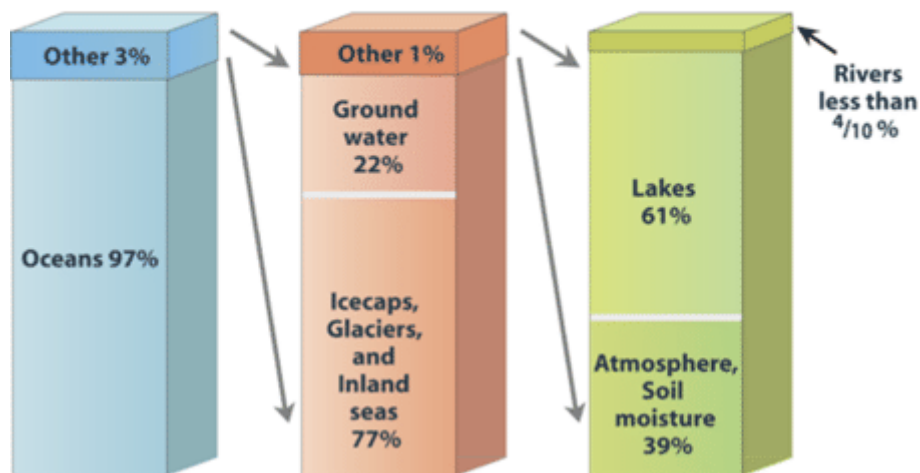 Other 3%
Oceans 97%
Other 1%
Ground
water
22%
Icecaps,
Glaciers,
and
Inland
seas
77%
Rivers
less than
4/10 %
Lakes
61%
Atmosphere,
Soil
moisture
39%